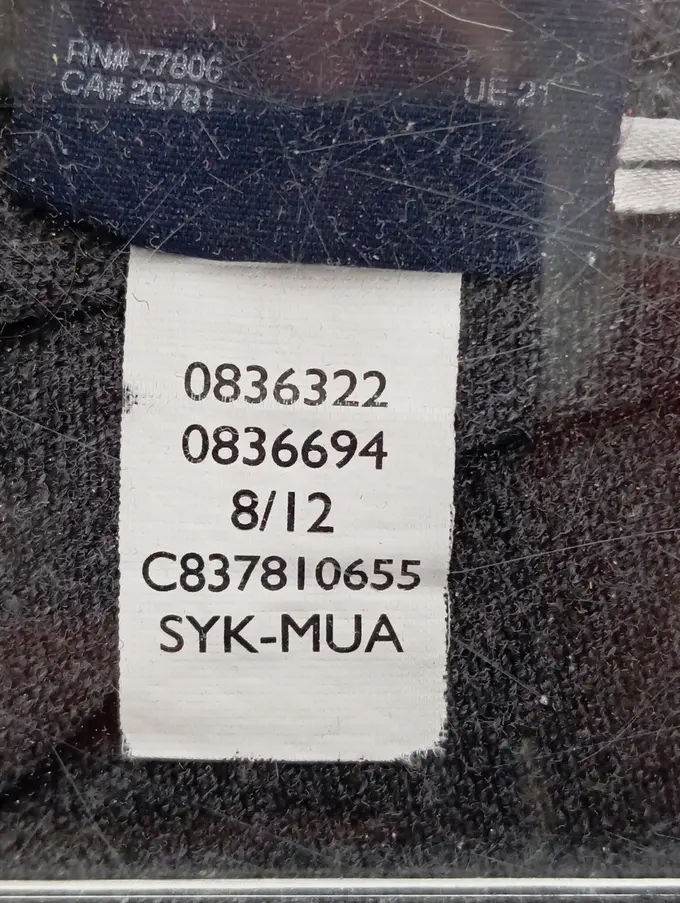 RN# 77806
CA# 20781
UE-21
0836322
0836694
8/12
C837810655
SYK-MUA